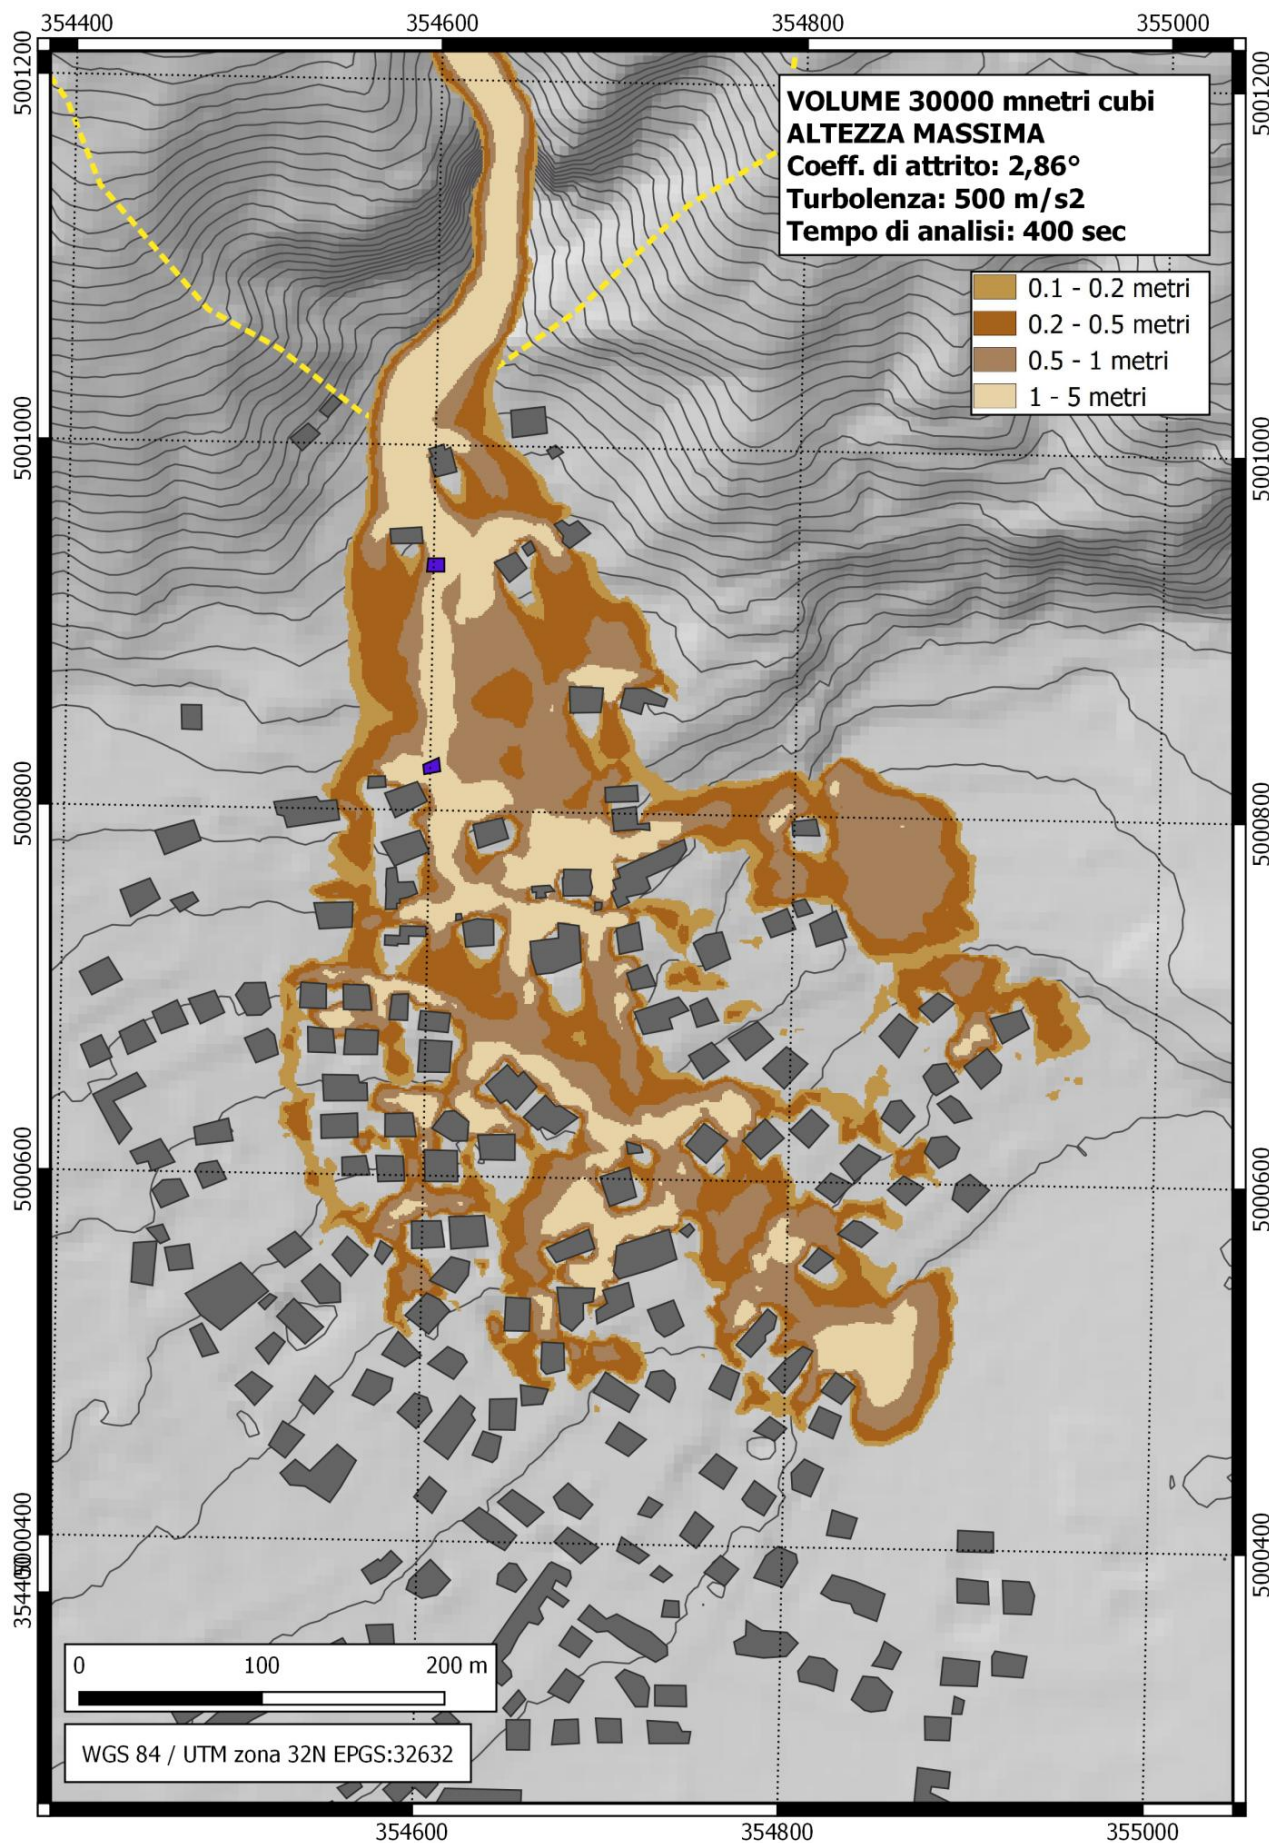 354400 354600 354800 355000
5001200
5001200
VOLUME 30000 mnetri cubi
ALTEZZA MASSIMA
Coeff. di attrito: 2,86°
Turbolenza: 500 m/s2
Tempo di analisi: 400 sec
0.1 - 0.2 metri
0.2 - 0.5 metri
0.5 - 1 metri
1 - 5 metri
5001000
5001000
5000800
5000800
5000600
5000600
5000400
5000400
354400
0 100 200 m
WGS 84 / UTM zona 32N EPGS:32632
354600 354800 355000